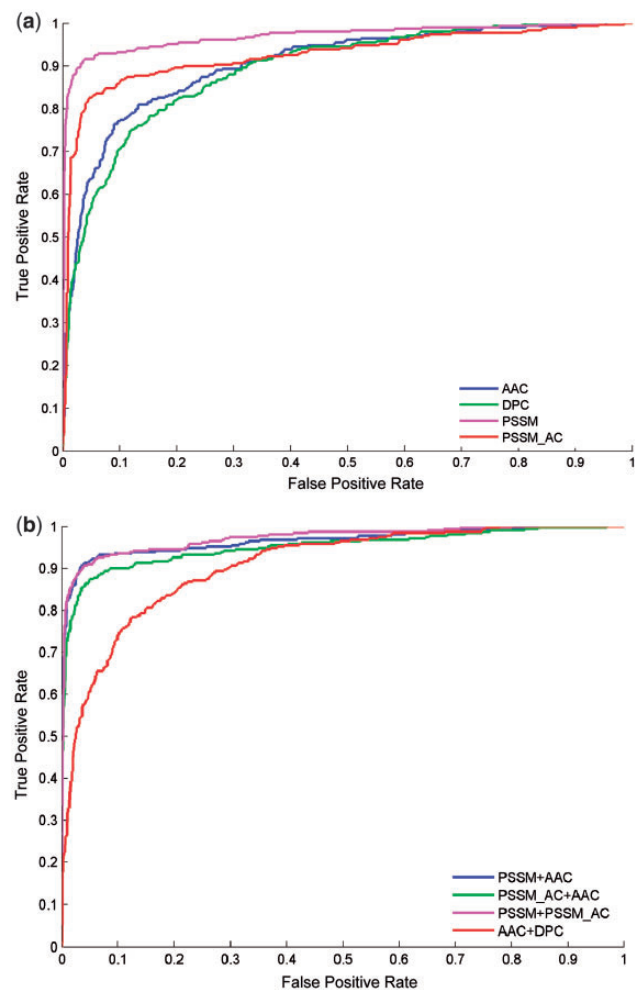 (a)
1
0.9
0.8
0.7
0.6
0.5
0.4
0.3
0.2
0.1
0
True Positive Rate
AAC
DPC
PSSM
PSSM_AC
0 0.1 0.2 0.3 0.4 0.5 0.6 0.7 0.8 0.9 1
False Positive Rate
(b)
1
0.9
0.8
0.7
0.6
0.5
0.4
0.3
0.2
0.1
0
True Positive Rate
PSSM+AAC
PSSM_AC+AAC
PSSM+PSSM_AC
AAC+DPC
0 0.1 0.2 0.3 0.4 0.5 0.6 0.7 0.8 0.9 1
False Positive Rate